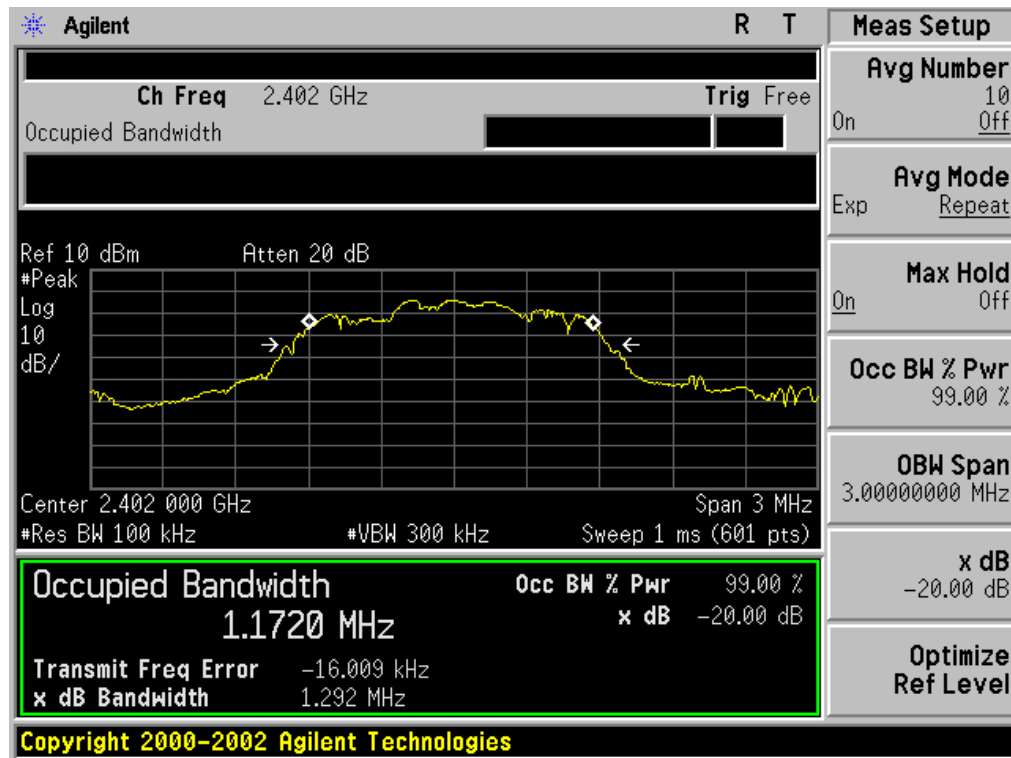 Agilent R T
Meas Setup
Ch Freq 2.402 GHz Trig Free
Occupied Bandwidth
Ref 10 dBm Atten 20 dB
#Peak
Log
10
dB/
Center 2.402 000 GHz Span 3 MHz
#Res BW 100 kHz #VBW 300 kHz Sweep 1 ms (601 pts)
Occupied Bandwidth Occ BW % Pwr 99.00 %
1.1720 MHz x dB -20.00 dB
Transmit Freq Error -16.009 kHz
x dB Bandwidth 1.292 MHz
Avg Number
10
On Off
Avg Mode
Exp Repeat
Max Hold
On Off
Occ BW % Pwr
99.00 %
OBW Span
3.00000000 MHz
x dB
-20.00 dB
Optimize
Ref Level
Copyright 2000-2002 Agilent Technologies